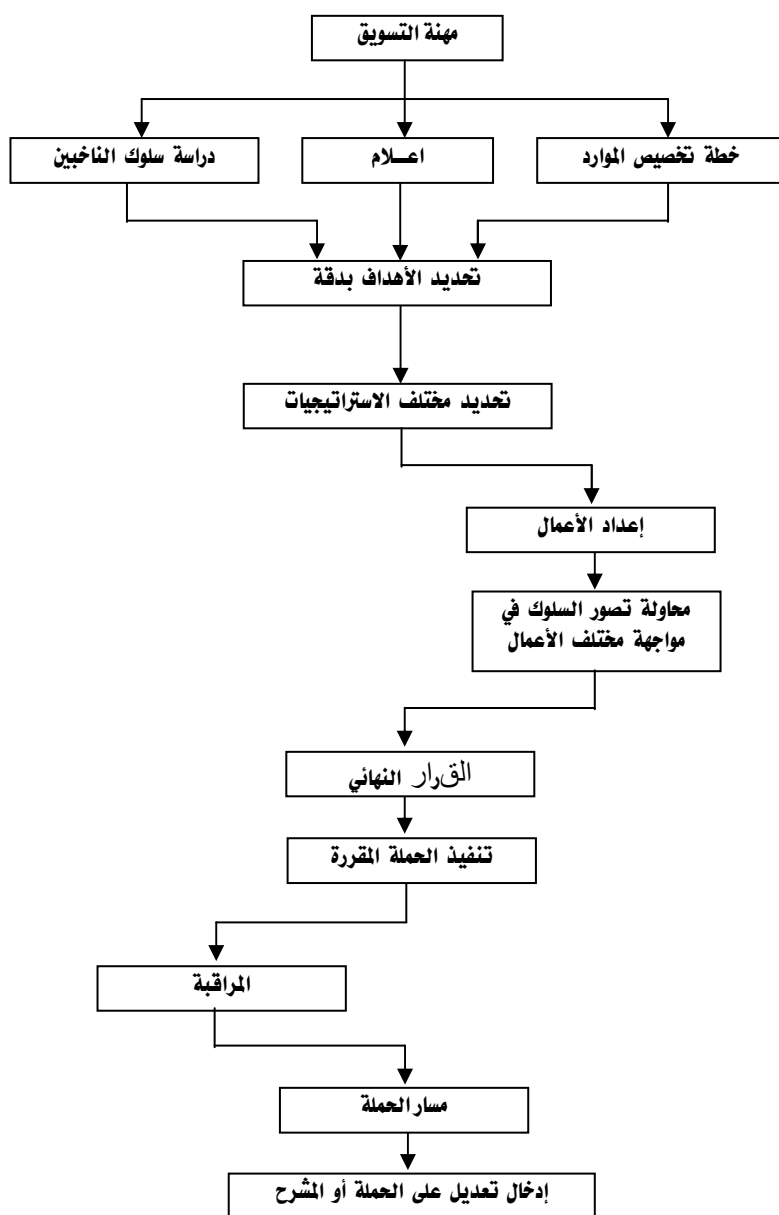 مهنة التسويق
خطة تخصيص الموارد
اعـــلام
دراسة سلوك الناخبين
تحديد الأهداف بدقة
تحديد مختلف الاستراتيجيات
إعداد الأعمال
محاولة تصور السلوك في
مواجهة مختلف الأعمال
القرار النهائي
تنفيذ الحملة المقررة
المراقبة
مسار الحملة
إدخال تعديل على الحملة أو المشرح